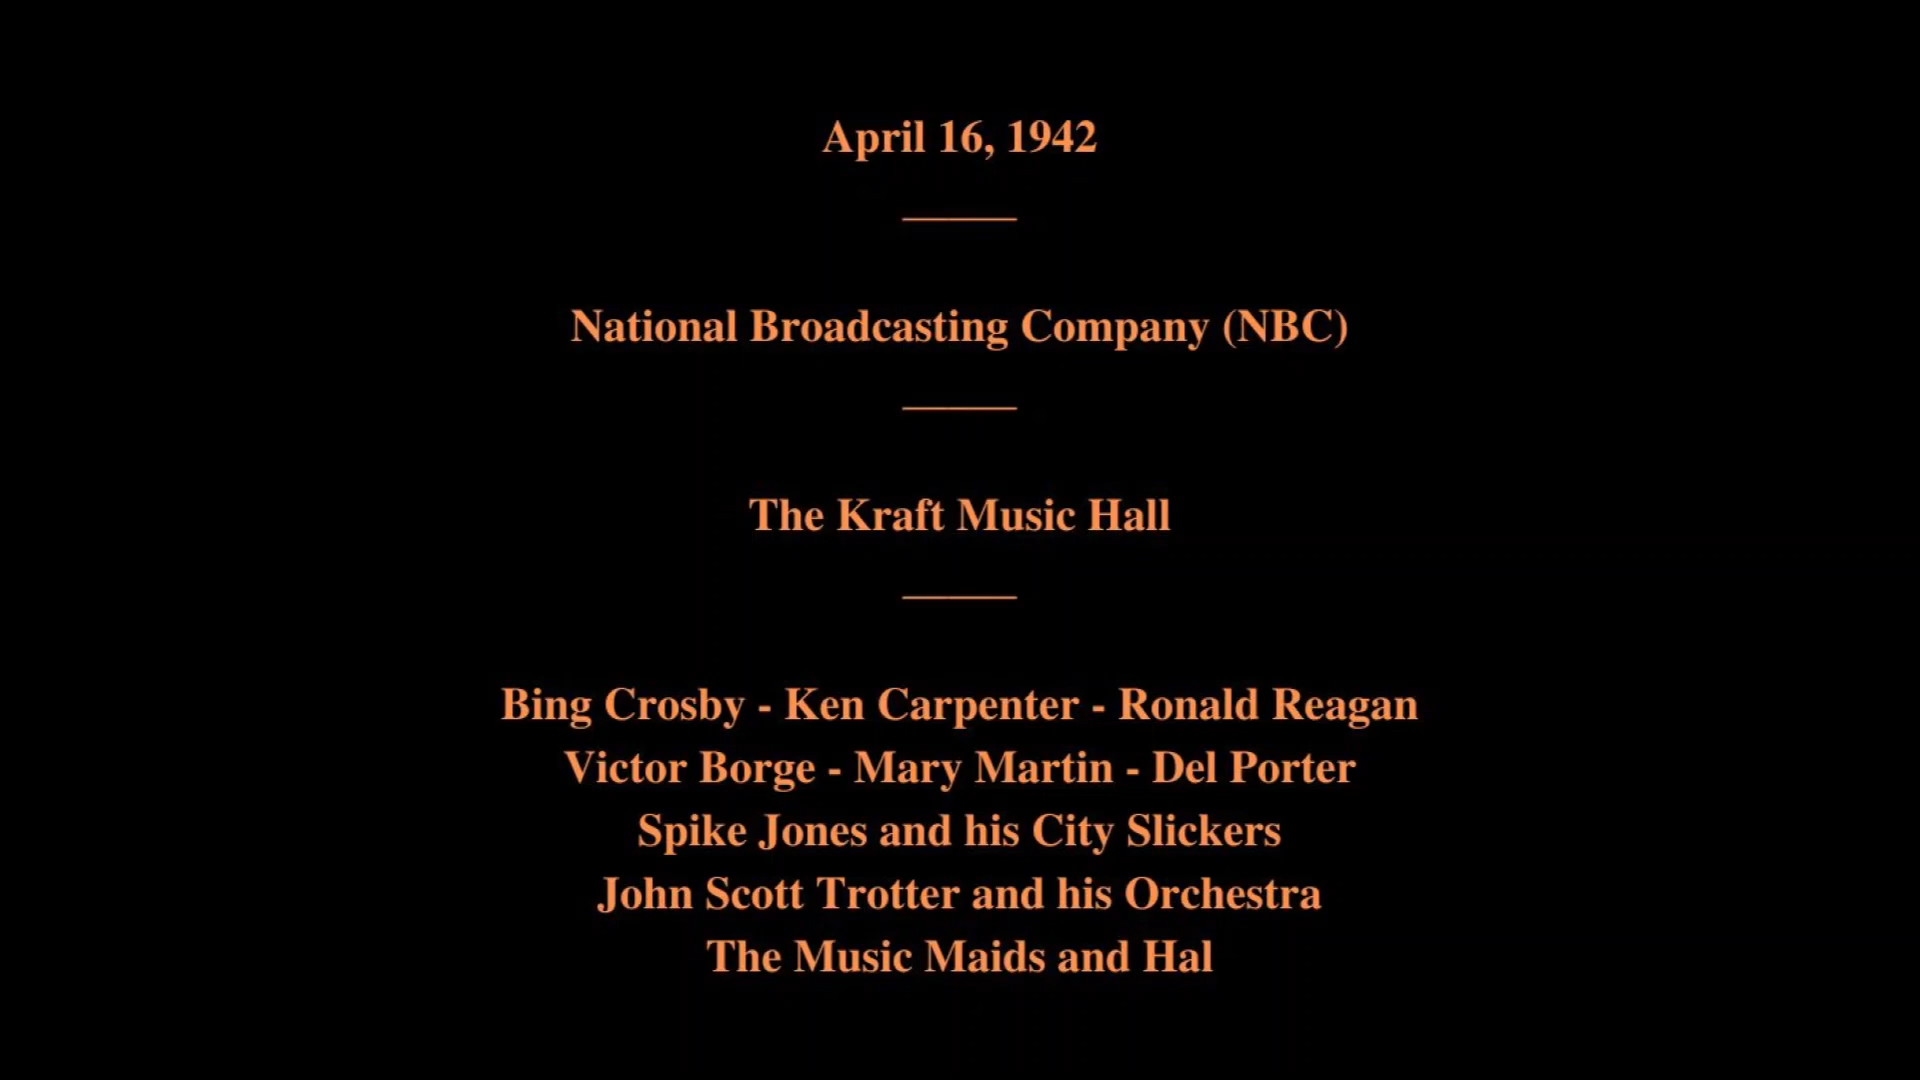 April 16, 1942
National Broadcasting Company (NBC)
The Kraft Music Hall
Bing Crosby - Ken Carpenter - Ronald Reagan
Victor Borge - Mary Martin - Del Porter
Spike Jones and his City Slickers
John Scott Trotter and his Orchestra
The Music Maids and Hal